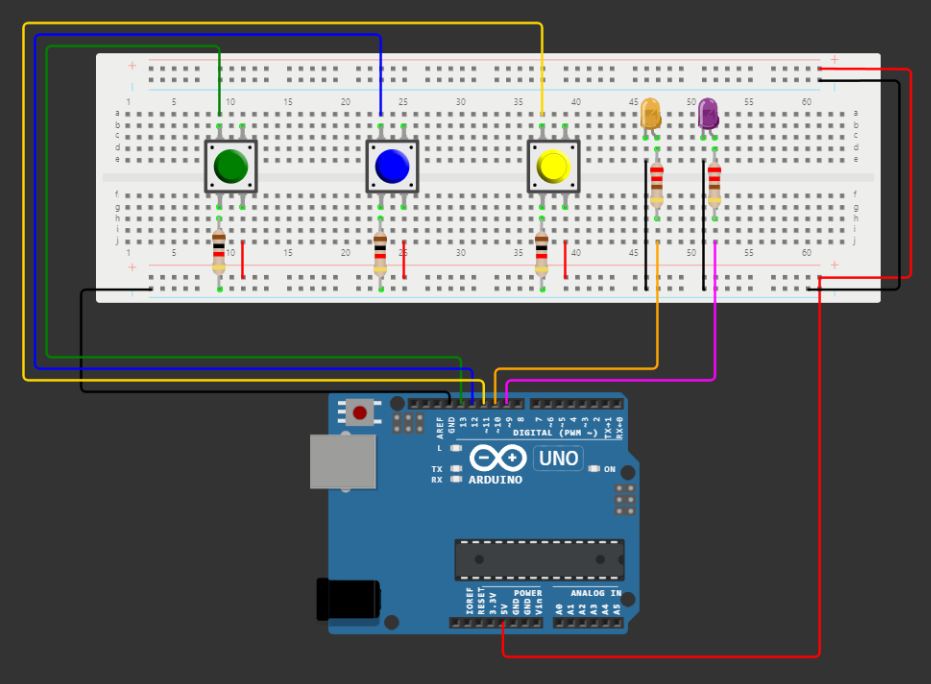 + +
1 5 10 15 20 25 30 35 40 45 50 55 60
a a
b b
c c
d d
e e
f f
g g
h h
i i
j j
1 5 10 15 20 25 30 35 40 45 50 55 60
+ +
AREF GND 13 12 ~11 ~10 ~9 8 7 ~6 ~5 4 ~3 2 TX→1 RX←0
DIGITAL (PWM ~)
L
UNO
TX
RX
ARDUINO
ON
POWER
ANALOG IN
IOREF RESET 3.3V 5V GND GND Vin A0 A1 A2 A3 A4 A5